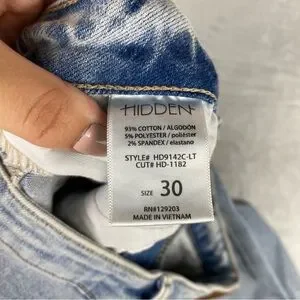 HIDDEN
93% COTTON / ALGODÓN
5% POLYESTER / poliéster
2% SPANDEX / elastano
STYLE# HD9142C-LT
CUT# HD-1182
SIZE 30
RN#129203
MADE IN VIETNAM